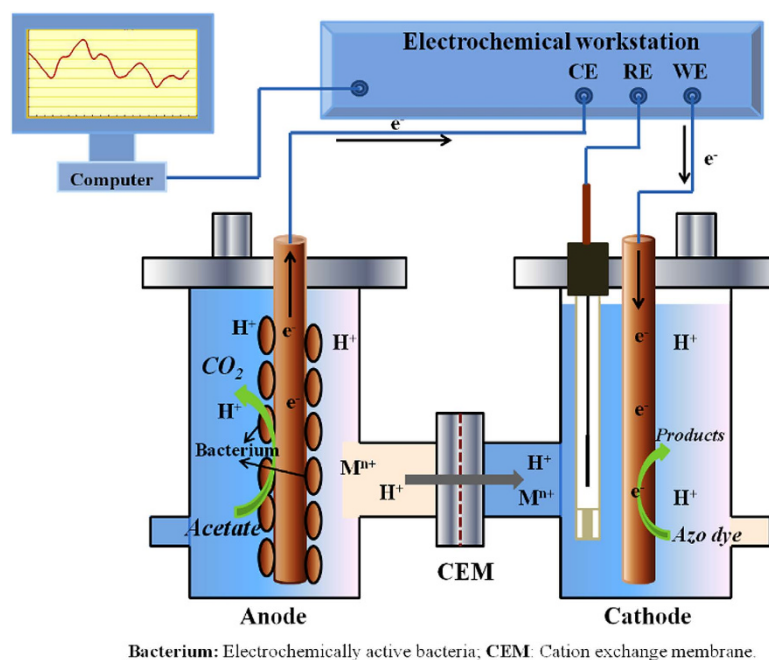 Electrochemical workstation
CE RE WE
e-
e-
Computer
H+
e-
H+
CO2
H+
e-
Bacterium
Acetate
Mn+
H+
CEM
H+
Mn+
e-
H+
e-
Products
e-
H+
Azo dye
Anode
Cathode
Bacterium: Electrochemically active bacteria; CEM: Cation exchange membrane.